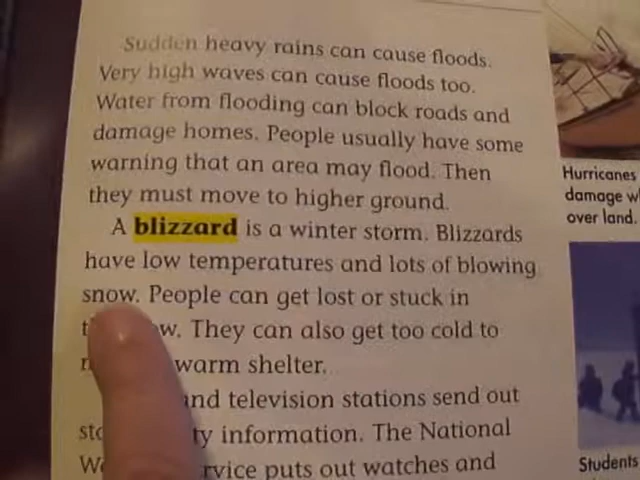 Sudden heavy rains can cause floods.
Very high waves can cause floods too.
Water from flooding can block roads and
damage homes. People usually have some
warning that an area may flood. Then
they must move to higher ground.
A blizzard is a winter storm. Blizzards
have low temperatures and lots of blowing
snow. People can get lost or stuck in
They can also get too cold to
warm shelter.
and television stations send out
information. The National
puts out watches and
Hurricanes
damage
over land.
Students